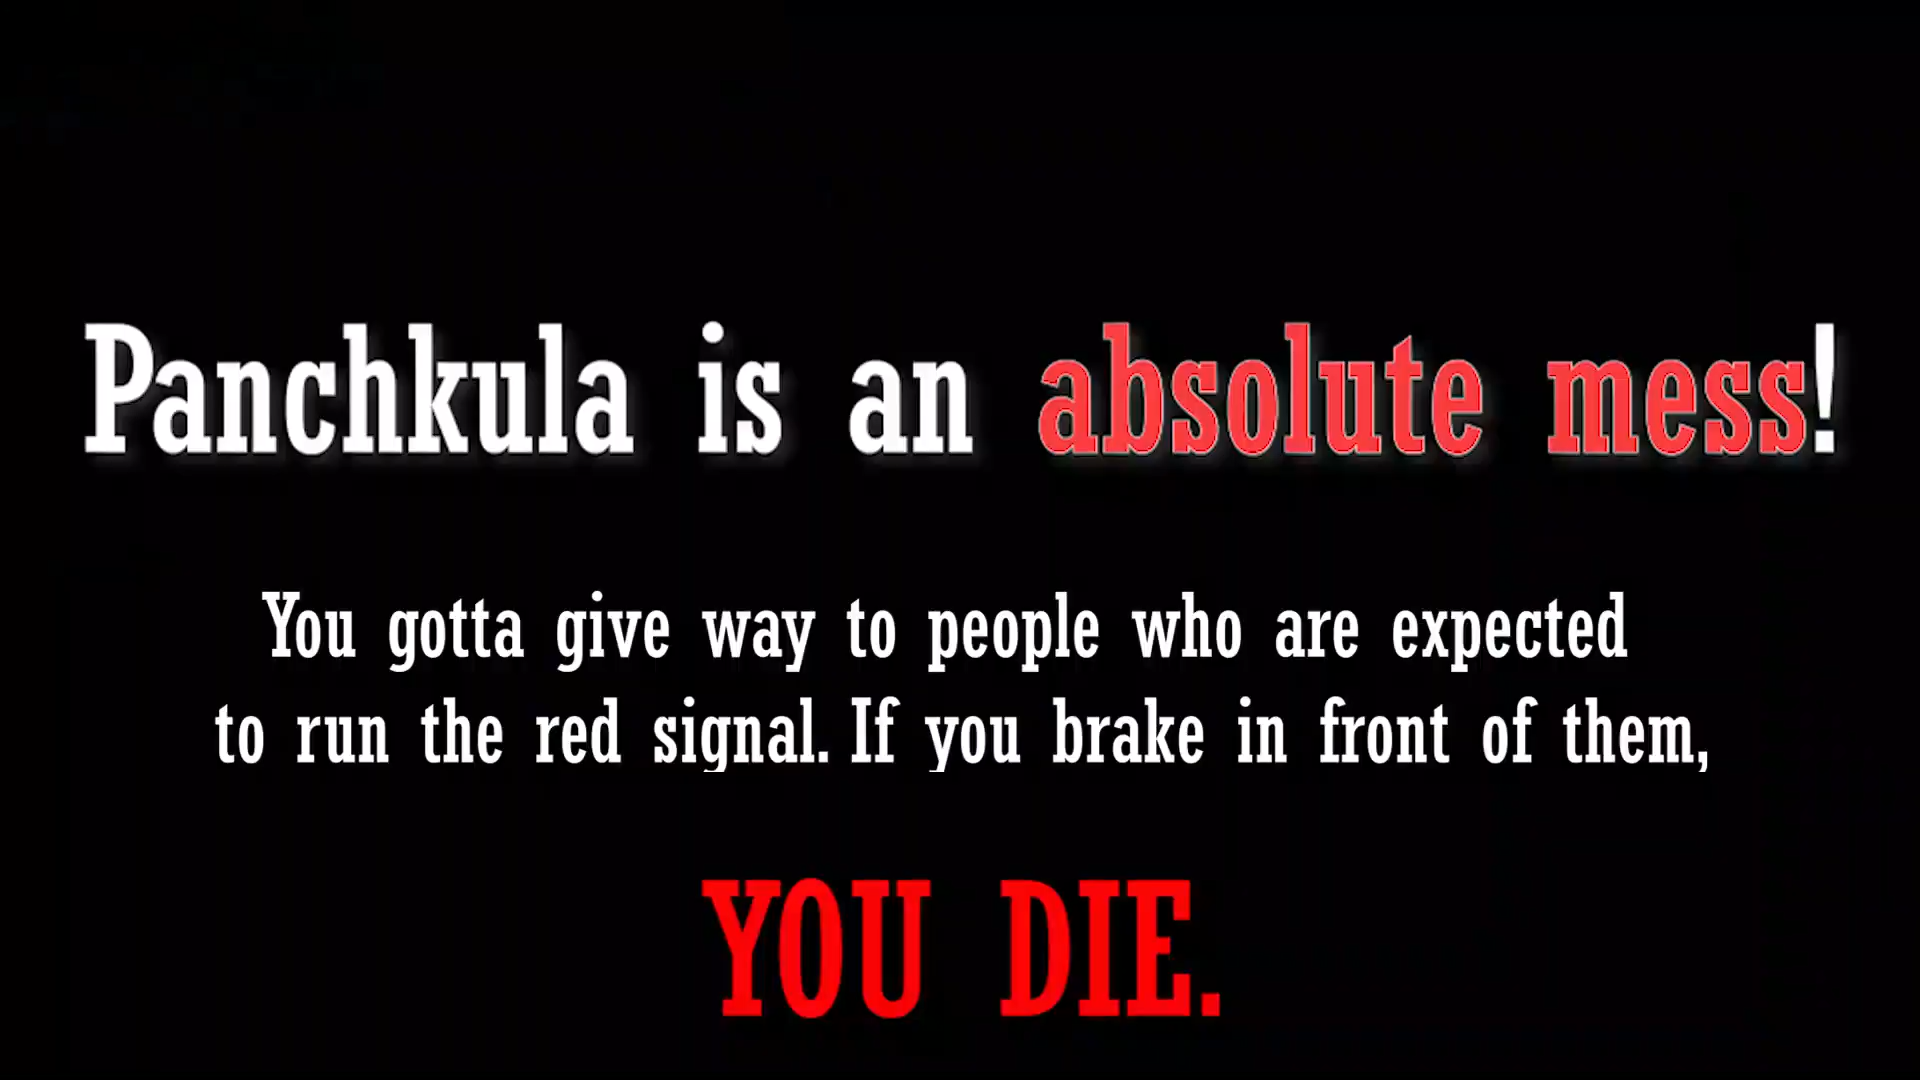 Panchkula is an absolute mess!
You gotta give way to people who are expected
to run the red signal. If you brake in front of them,
YOU DIE.